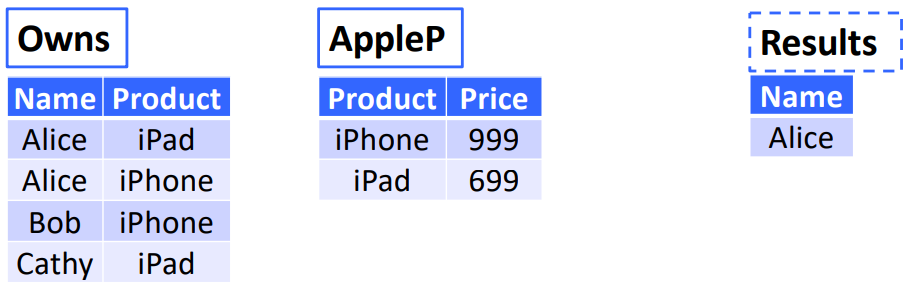 Owns
Name Product
Alice iPad
Alice iPhone
Bob iPhone
Cathy iPad
AppleP
Product Price
iPhone 999
iPad 699
Results
Name
Alice